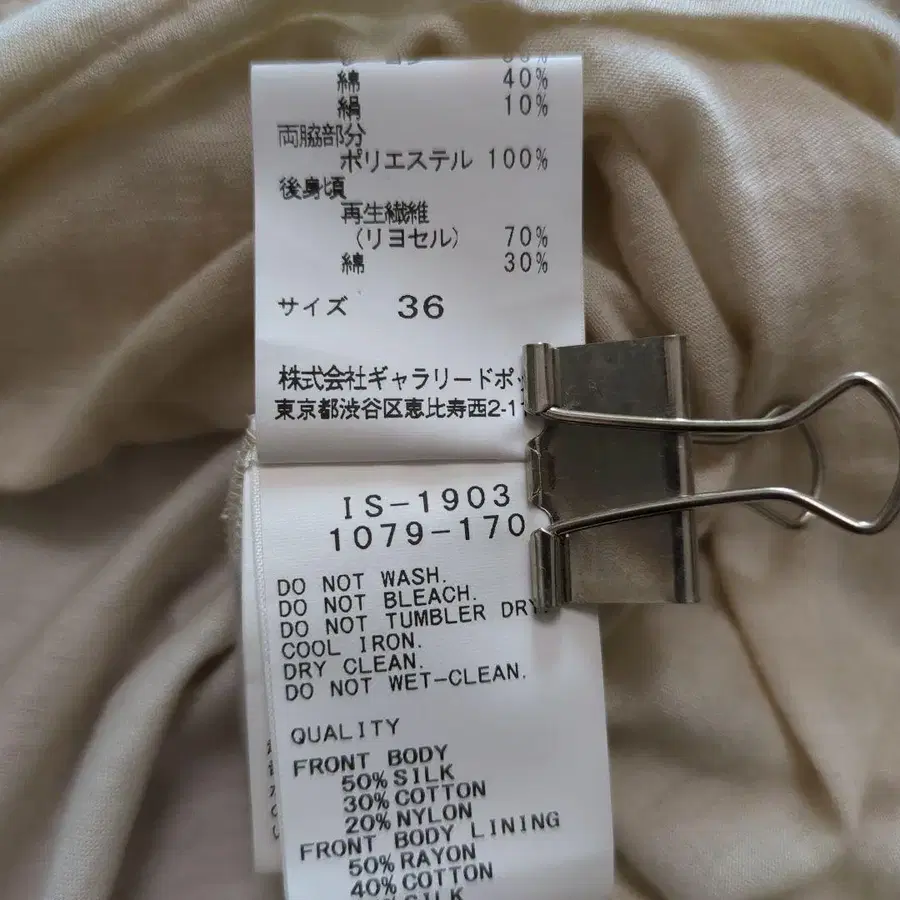 綿 40%
絹 10%
両脇部分
ポリエステル 100%
後身頃
再生繊維
(リヨセル) 70%
綿 30%
サイズ 36
株式会社ギャラリードポ
東京都渋谷区恵比寿西2-1
IS-1903
1079-170
DO NOT WASH.
DO NOT BLEACH.
DO NOT TUMBLER DRY.
COOL IRON.
DRY CLEAN.
DO NOT WET-CLEAN.
QUALITY
FRONT BODY
50% SILK
30% COTTON
20% NYLON
FRONT BODY LINING
50% RAYON
40% COTTON
SILK